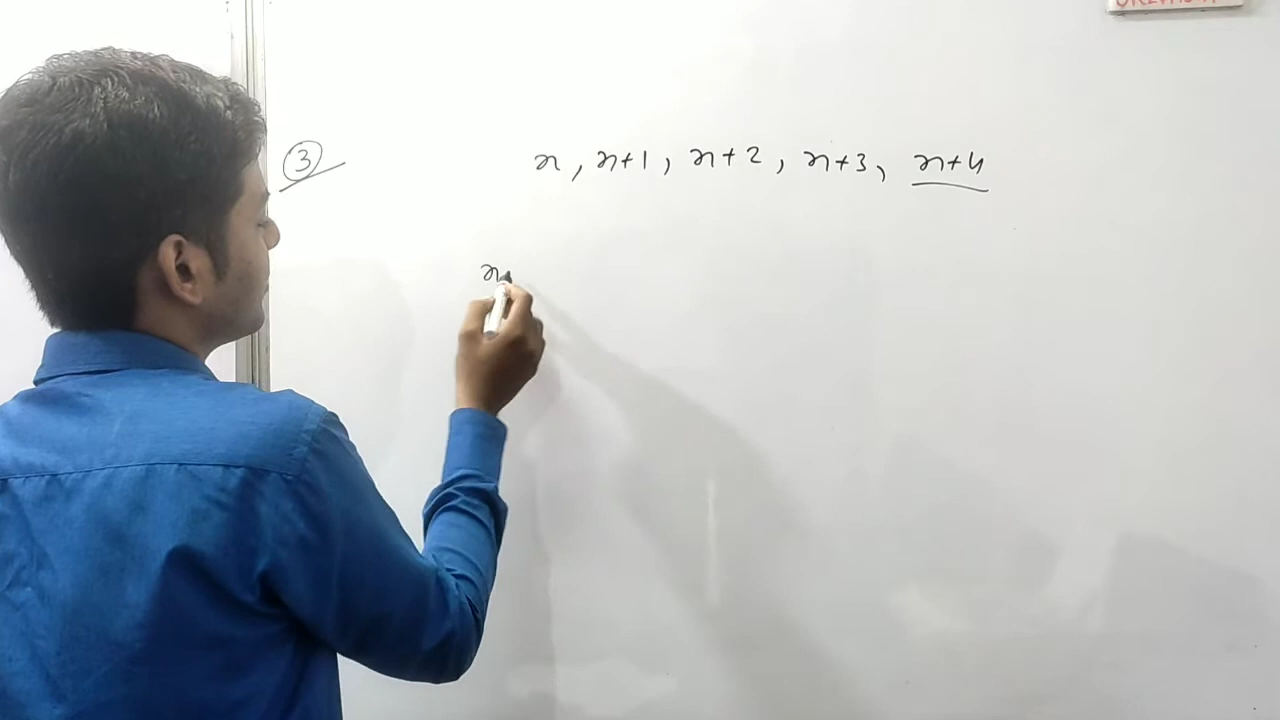 ③ x, x+1, x+2, x+3, x+4
x